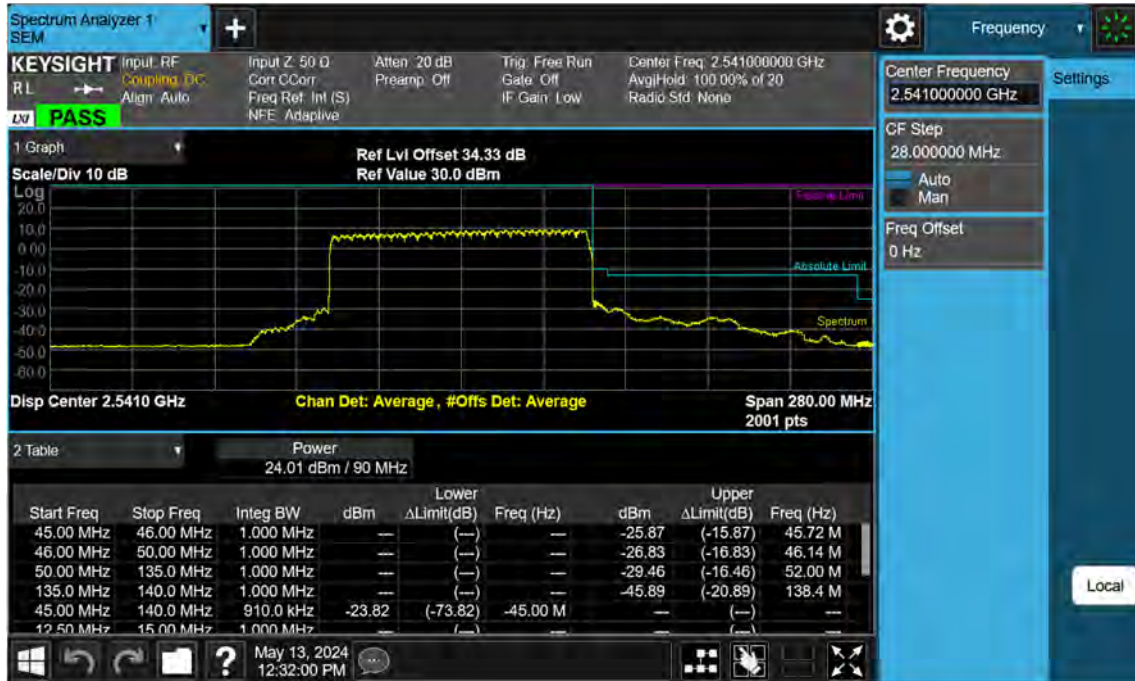 Spectrum Analyzer 1
SEM
+
Frequency
KEYSIGHT
RL
LXI PASS
Input: RF
Coupling: DC
Align: Auto
Input Z: 50 Ω
Corr CCorr
Freq Ref: Int (S)
NFE: Adaptive
Atten: 20 dB
Preamp: Off
Trig: Free Run
Gate: Off
IF Gain: Low
Center Freq: 2.541000000 GHz
Avg|Hold: 100.00% of 20
Radio Std: None
Center Frequency
2.541000000 GHz
Settings
CF Step
28.000000 MHz
Auto
Man
Freq Offset
0 Hz
1 Graph
Scale/Div 10 dB
Ref Lvl Offset 34.33 dB
Ref Value 30.0 dBm
Log
20.0
10.0
0.00
-10.0
-20.0
-30.0
-40.0
-50.0
-60.0
Relative Limit
Absolute Limit
Spectrum
Disp Center 2.5410 GHz
Chan Det: Average, #Offs Det: Average
Span 280.00 MHz
2001 pts
2 Table
Power
24.01 dBm / 90 MHz
Lower Upper
Start Freq Stop Freq Integ BW dBm ΔLimit(dB) Freq (Hz) dBm ΔLimit(dB) Freq (Hz)
45.00 MHz 46.00 MHz 1.000 MHz --- (---) --- -25.87 (-15.87) 45.72 M
46.00 MHz 50.00 MHz 1.000 MHz --- (---) --- -26.83 (-16.83) 46.14 M
50.00 MHz 135.0 MHz 1.000 MHz --- (---) --- -29.46 (-16.46) 52.00 M
135.0 MHz 140.0 MHz 1.000 MHz --- (---) --- -45.89 (-20.89) 138.4 M
45.00 MHz 140.0 MHz 910.0 kHz -23.82 (-73.82) -45.00 M --- (---) ---
12.50 MHz 15.00 MHz 1.000 MHz --- (---) --- --- (---) ---
Local
?
May 13, 2024
12:32:00 PM